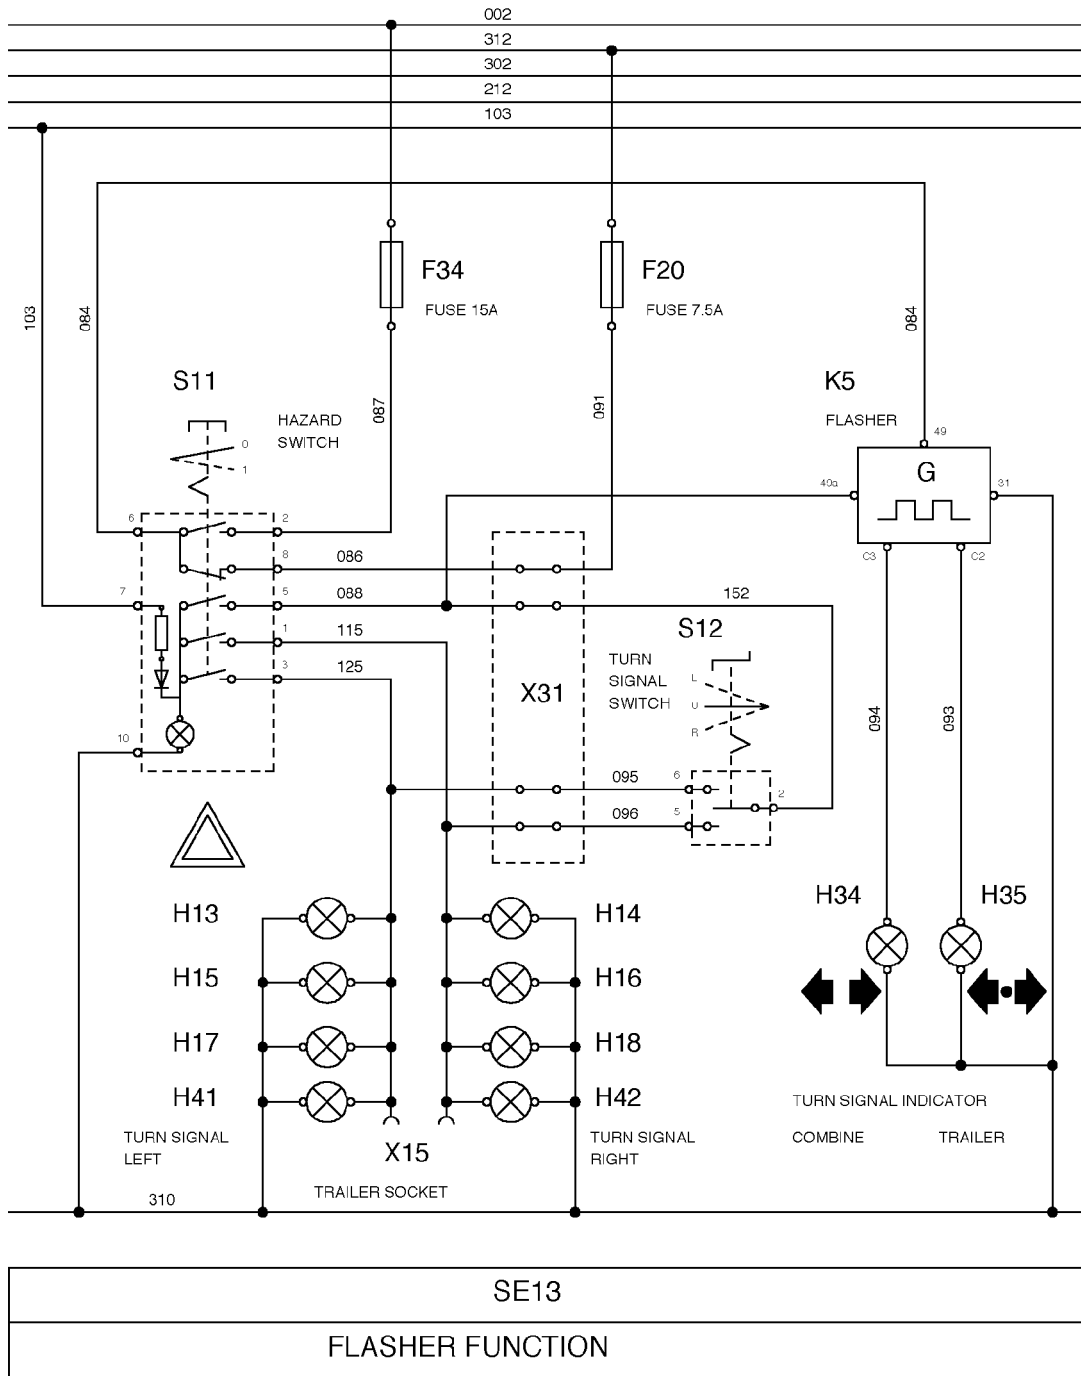 002
312
302
212
103
103
084
F34
FUSE 15A
F20
FUSE 7.5A
084
S11
HAZARD
SWITCH
0
1
087
091
K5
FLASHER
49
G
49a
31
C3
C2
6
2
8
086
7
5
088
152
1
115
3
125
10
S12
TURN
SIGNAL
SWITCH
L
U
R
X31
094
093
095
6
2
096
5
H13
H14
H34
H35
H15
H16
H17
H18
H41
H42
TURN SIGNAL
LEFT
X15
TRAILER SOCKET
TURN SIGNAL
RIGHT
TURN SIGNAL INDICATOR
COMBINE
TRAILER
310
SE13
FLASHER FUNCTION